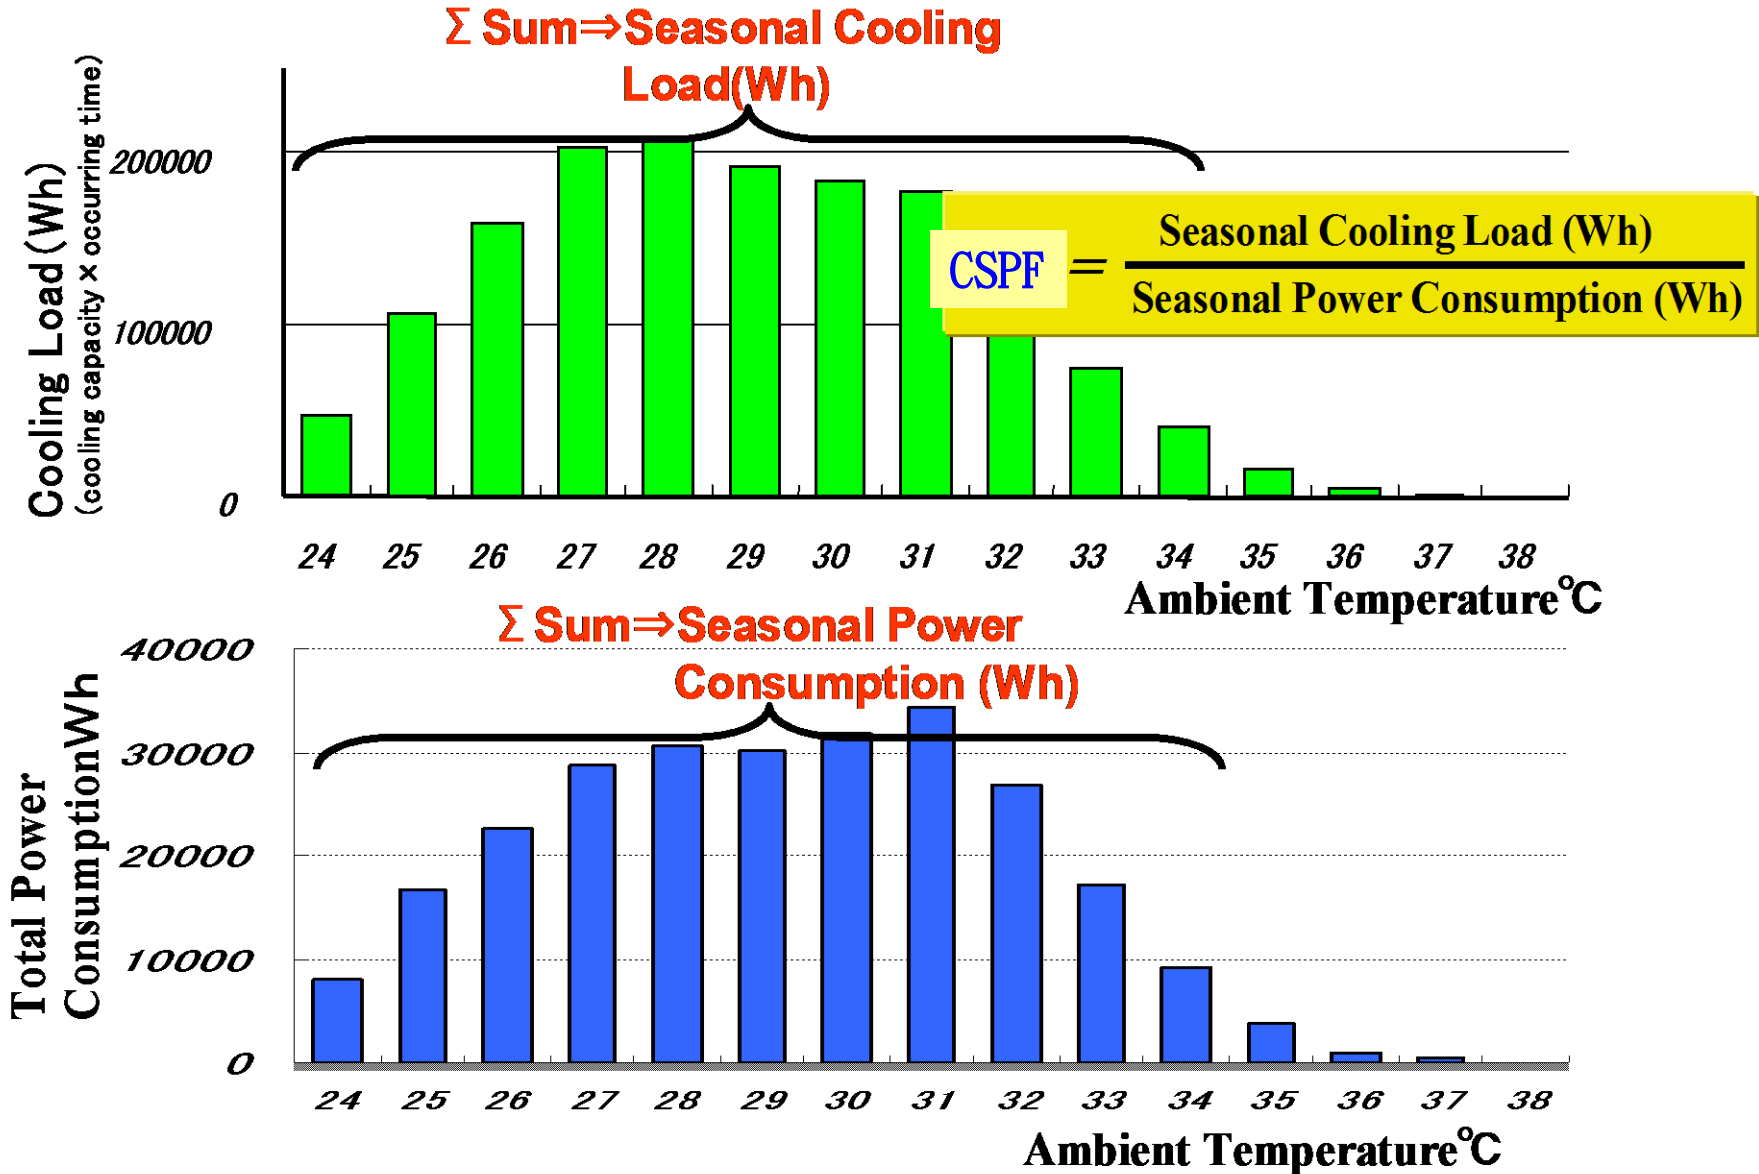 Σ Sum⇒Seasonal Cooling
Load(Wh)
Cooling Load(Wh)
(cooling capacity × occurring time)
200000
100000
0
CSPF = Seasonal Cooling Load (Wh)
Seasonal Power Consumption (Wh)
24 25 26 27 28 29 30 31 32 33 34 35 36 37 38
Ambient Temperature℃
Σ Sum⇒Seasonal Power
Consumption (Wh)
Total Power
ConsumptionWh
40000
30000
20000
10000
0
24 25 26 27 28 29 30 31 32 33 34 35 36 37 38
Ambient Temperature℃